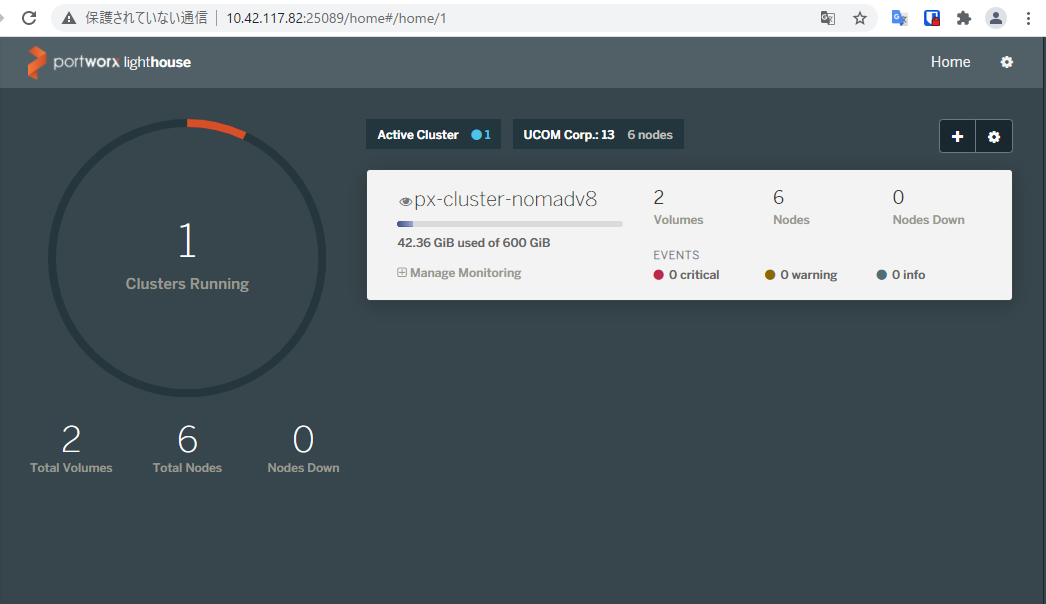 保護されていない通信 10.42.117.82:25089/home#/home/1
portworx lighthouse
Home
Active Cluster 1
UCOM Corp.: 13 6 nodes
1
Clusters Running
2
Total Volumes
6
Total Nodes
0
Nodes Down
px-cluster-nomadv8
42.36 GiB used of 600 GiB
Manage Monitoring
2
Volumes
6
Nodes
0
Nodes Down
EVENTS
0 critical
0 warning
0 info